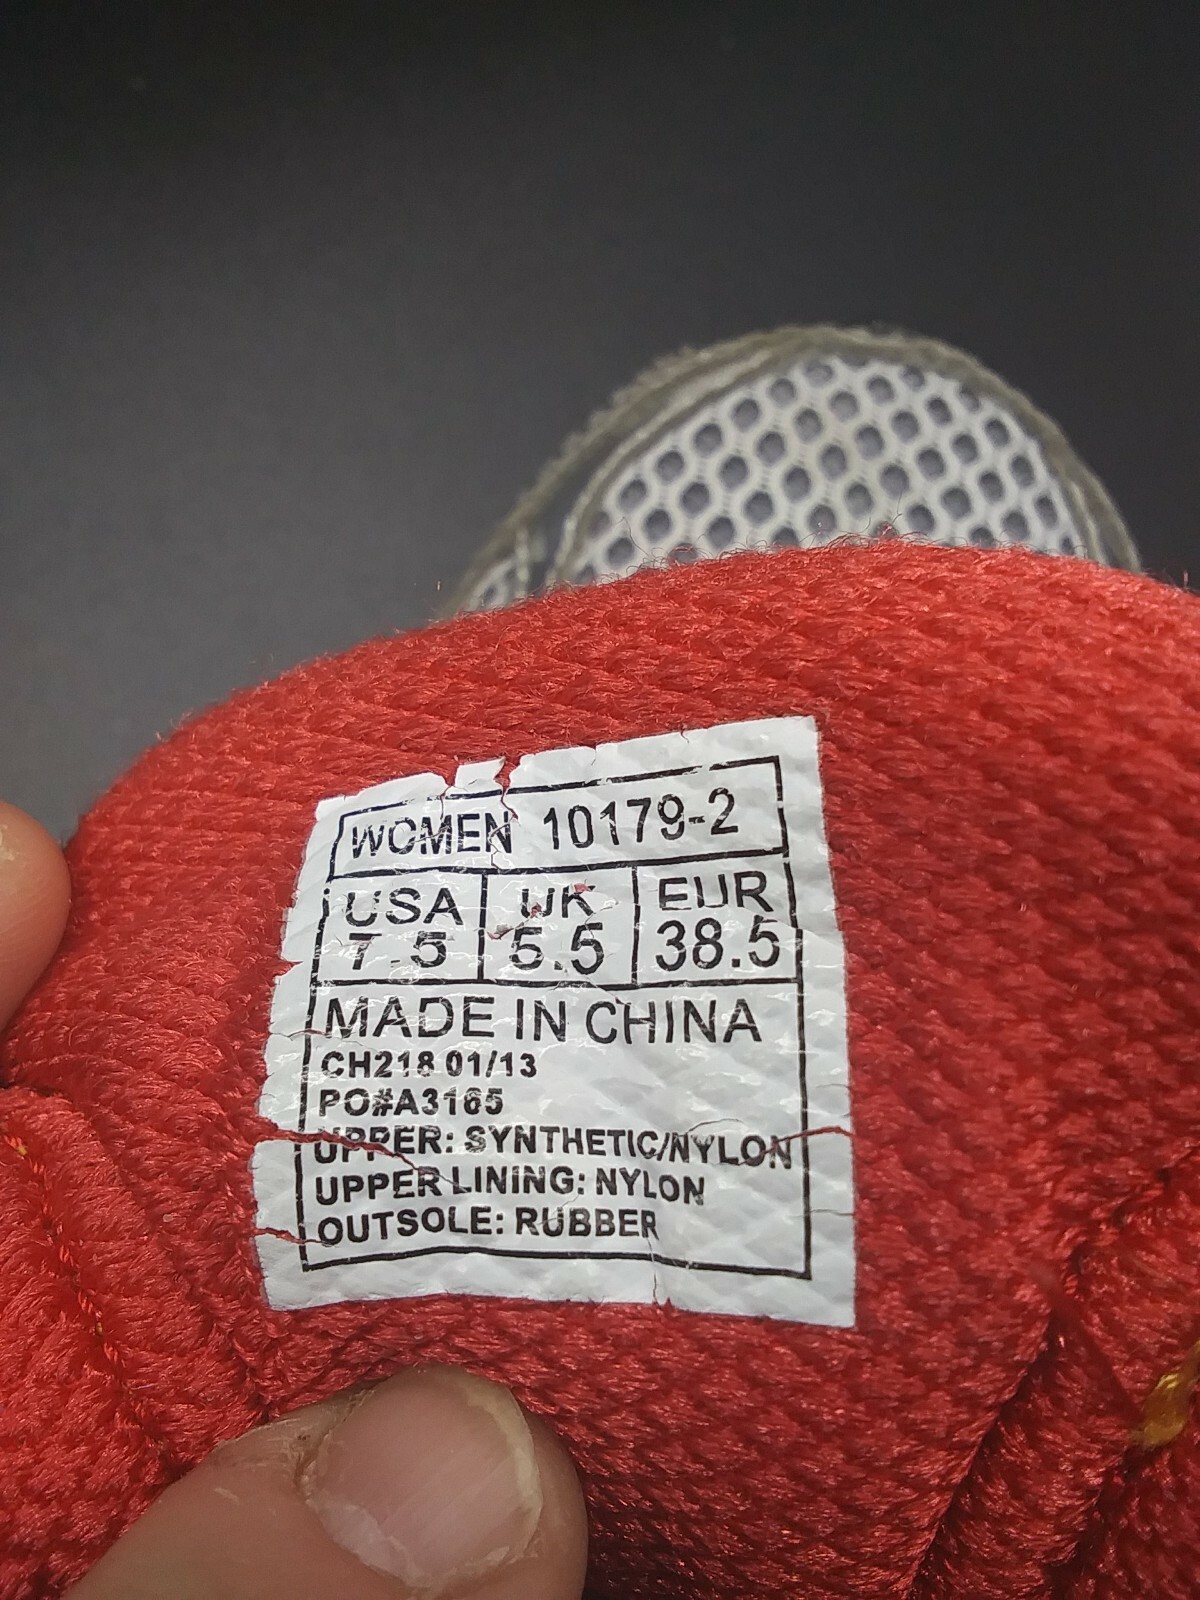 WOMEN 10179-2
USA UK EUR
7.5 5.5 38.5
MADE IN CHINA
CH218 01/13
PO#A3165
UPPER: SYNTHETIC/NYLON
UPPER LINING: NYLON
OUTSOLE: RUBBER